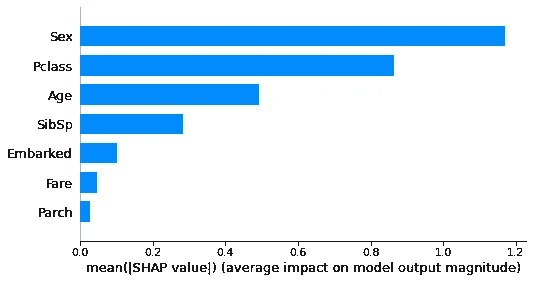 Sex
Pclass
Age
SibSp
Embarked
Fare
Parch
0.0 0.2 0.4 0.6 0.8 1.0 1.2
mean(|SHAP value|) (average impact on model output magnitude)